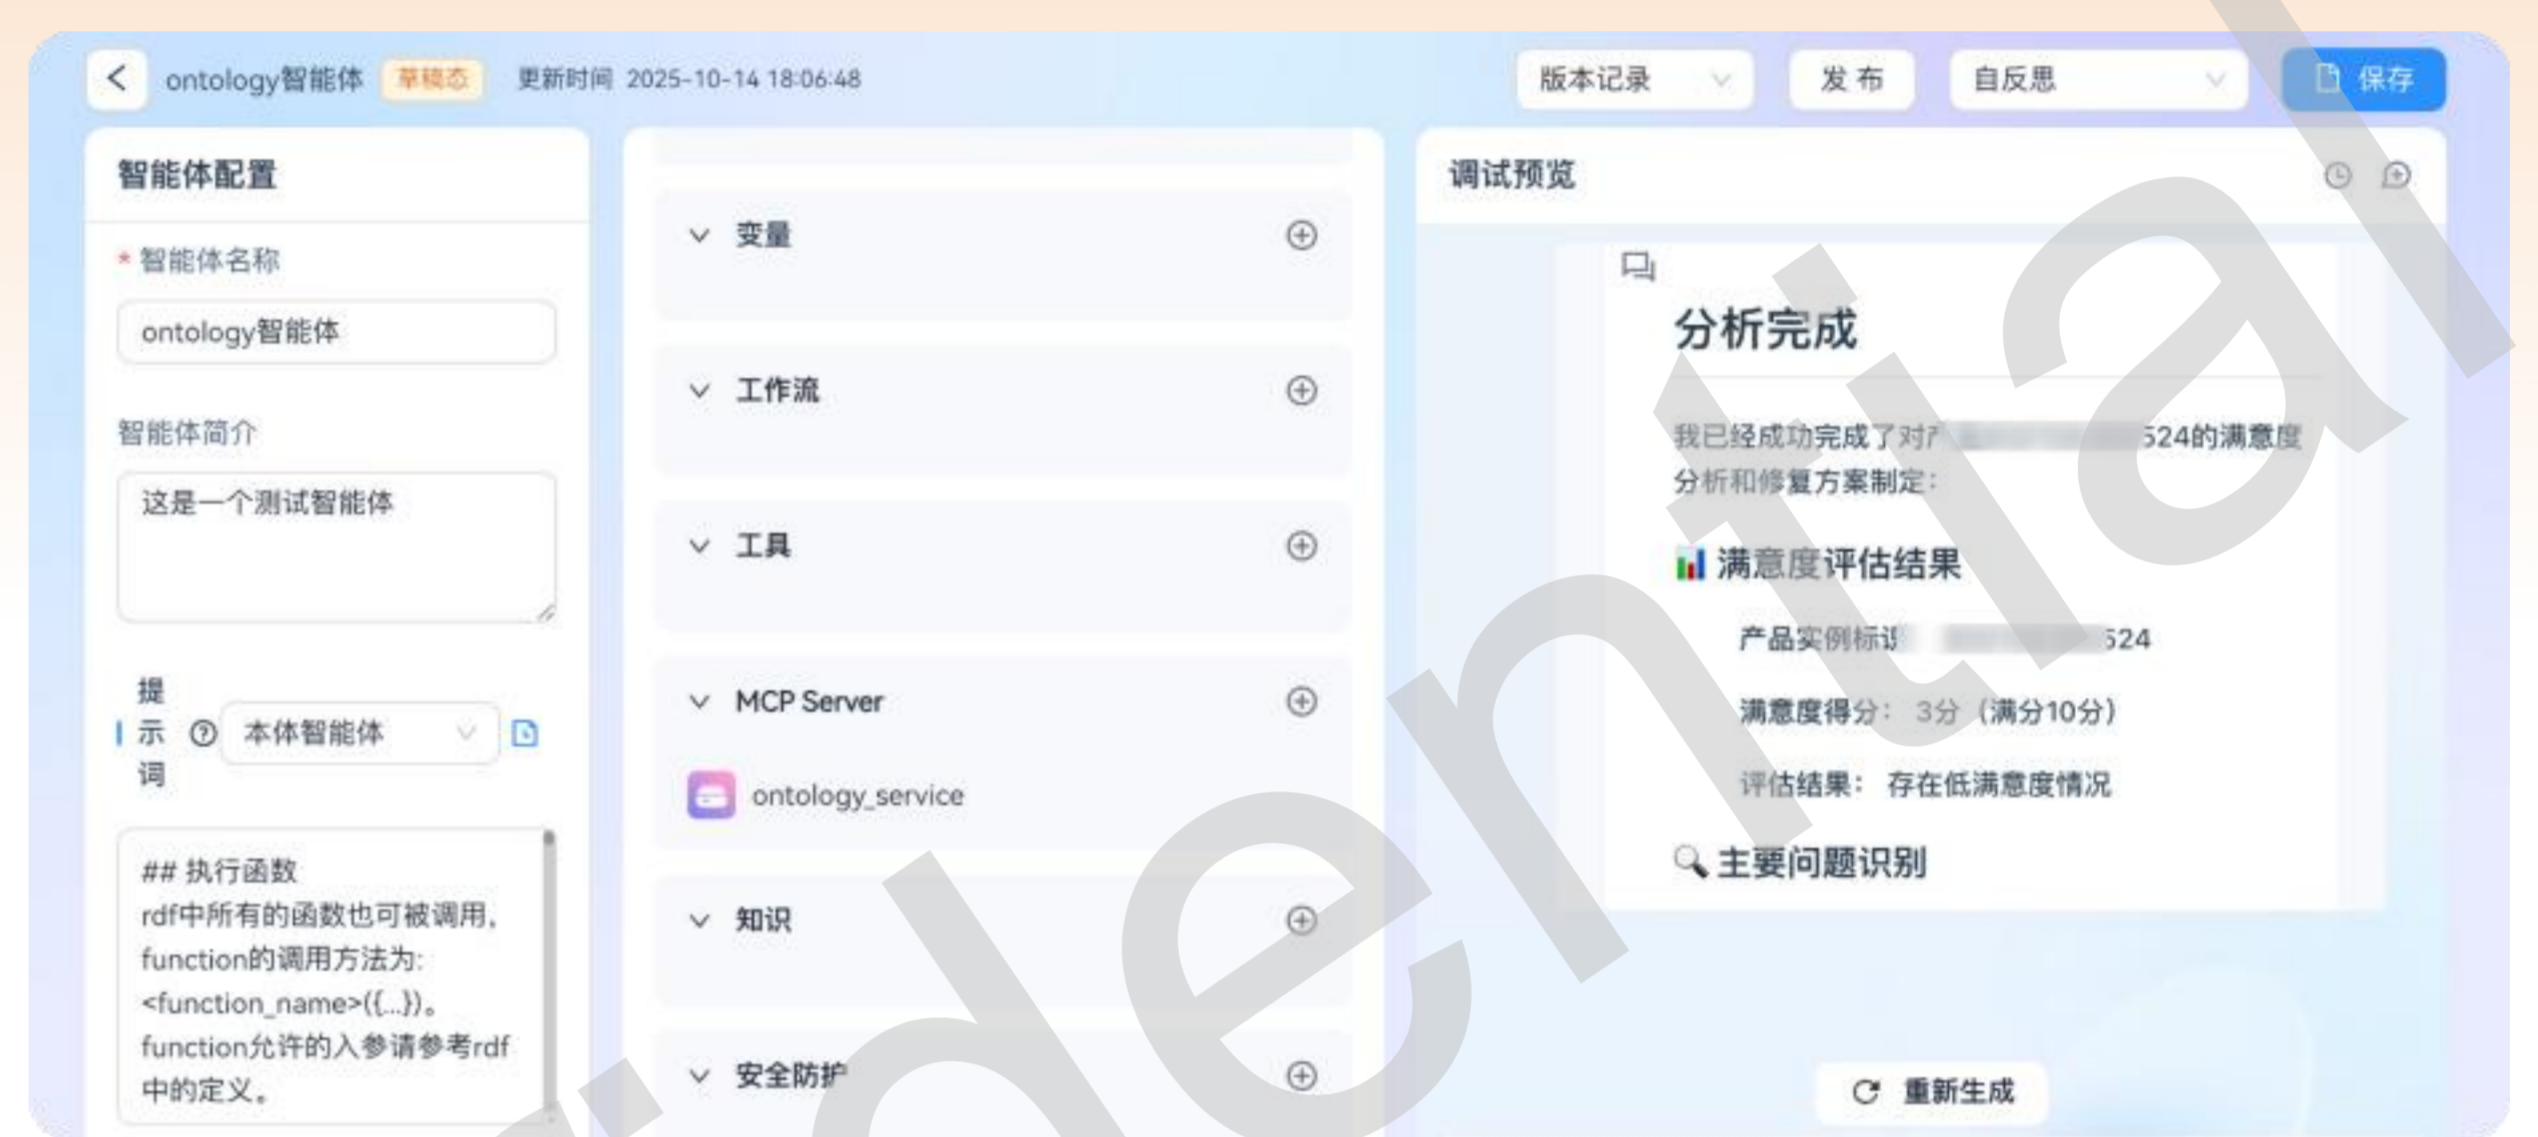 ontology智能体 草稿态 更新时间 2025-10-14 18:06:48
版本记录 发布 自反思 保存
智能体配置
* 智能体名称
ontology智能体
智能体简介
这是一个测试智能体
提示词 本体智能体
## 执行函数
rdf中所有的函数也可被调用,
function的调用方法为:
<function_name>({...})。
function允许的入参请参考rdf
中的定义。
变量
工作流
工具
MCP Server
ontology_service
知识
安全防护
调试预览
分析完成
我已经成功完成了对 524的满意度
分析和修复方案制定:
满意度评估结果
产品实例标识 524
满意度得分: 3分 (满分10分)
评估结果: 存在低满意度情况
主要问题识别
重新生成
dential